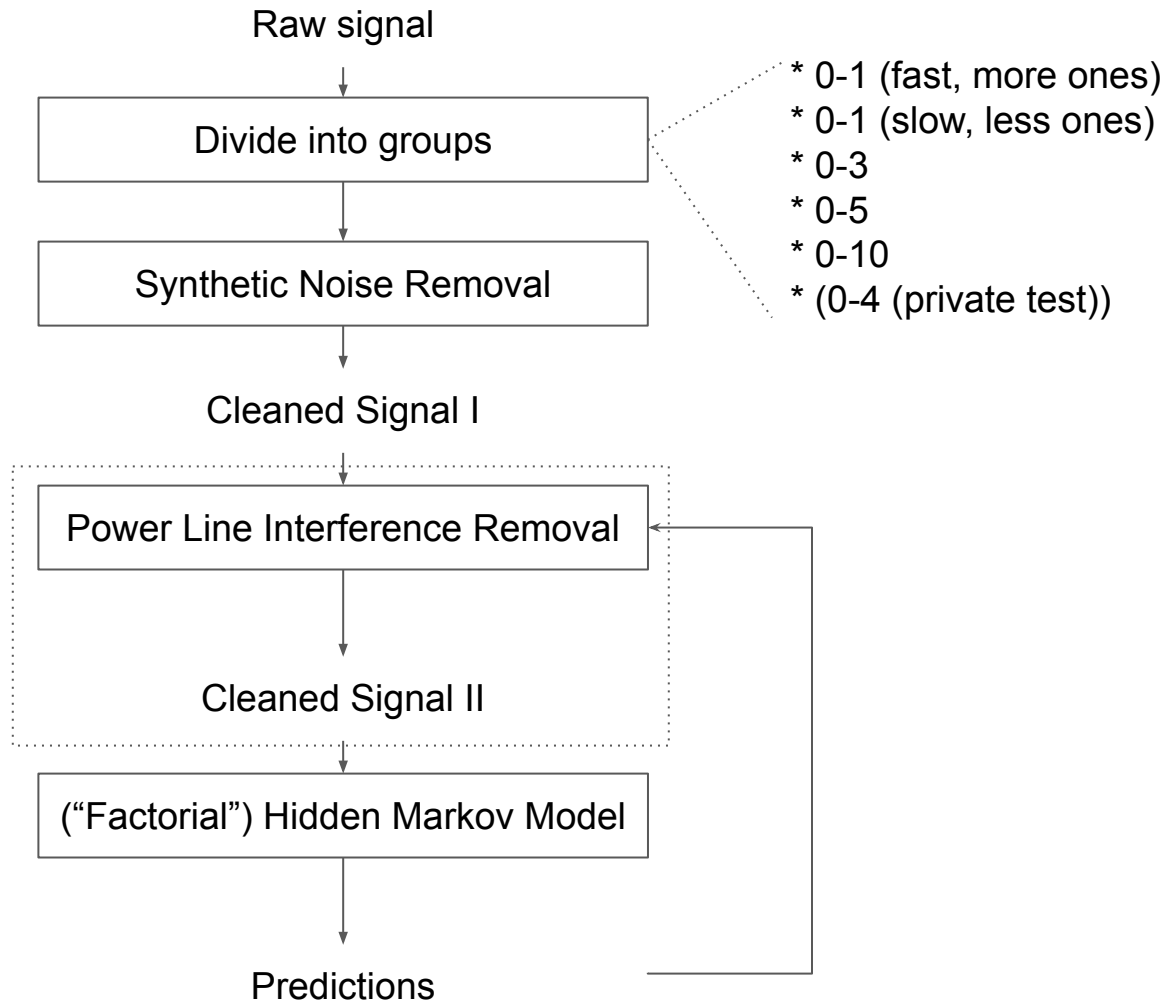 Raw signal
Divide into groups
* 0-1 (fast, more ones)
* 0-1 (slow, less ones)
* 0-3
* 0-5
* 0-10
* (0-4 (private test))
Synthetic Noise Removal
Cleaned Signal I
Power Line Interference Removal
Cleaned Signal II
(“Factorial”) Hidden Markov Model
Predictions